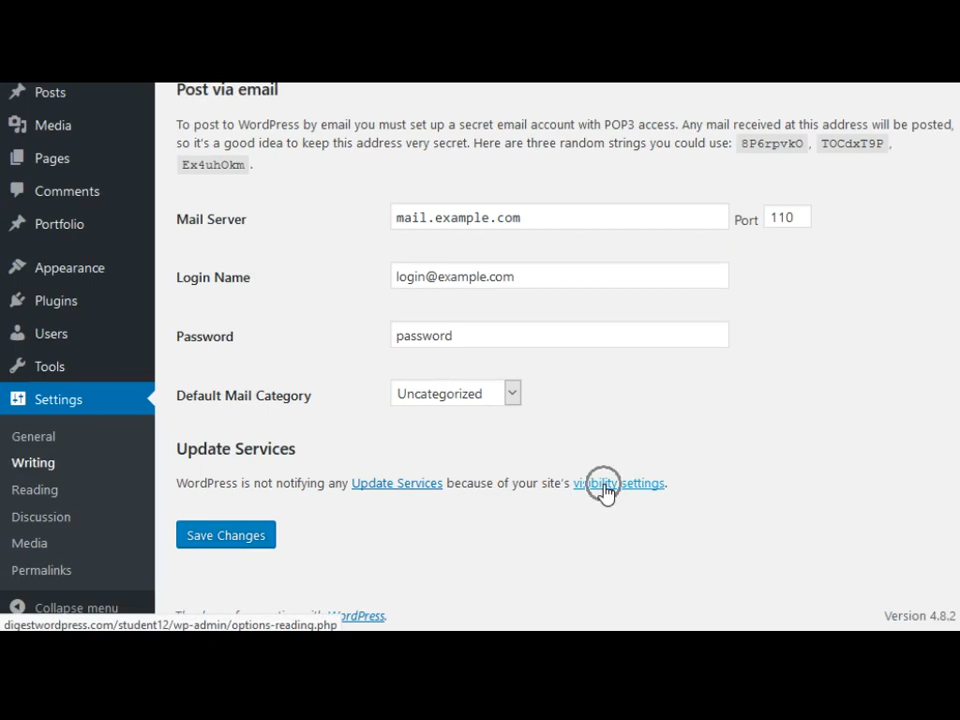 Posts
Media
Pages
Comments
Portfolio
Appearance
Plugins
Users
Tools
Settings
General
Writing
Reading
Discussion
Media
Permalinks
Collapse menu
Post via email
To post to WordPress by email you must set up a secret email account with POP3 access. Any mail received at this address will be posted,
so it's a good idea to keep this address very secret. Here are three random strings you could use: 8P6rpvkO , TOCdxT9P ,
Ex4uhOkm .
Mail Server mail.example.com Port 110
Login Name login@example.com
Password password
Default Mail Category Uncategorized
Update Services
WordPress is not notifying any Update Services because of your site's visibility settings.
Save Changes
WordPress.
Version 4.8.2
digestwordpress.com/student12/wp-admin/options-reading.php